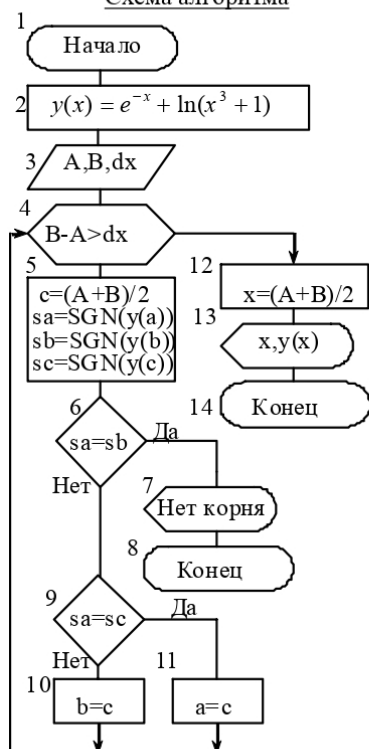 Схема алгоритма
1
Начало
2
y(x) = e^{-x} + ln(x^3 + 1)
3
A,B,dx
4
B-A>dx
5
c=(A+B)/2
sa=SGN(y(a))
sb=SGN(y(b))
sc=SGN(y(c))
12
x=(A+B)/2
13
x,y(x)
14
Конец
6
sa=sb
Да
Нет
7
Нет корня
8
Конец
9
sa=sc
Да
Нет
10
b=c
11
a=c